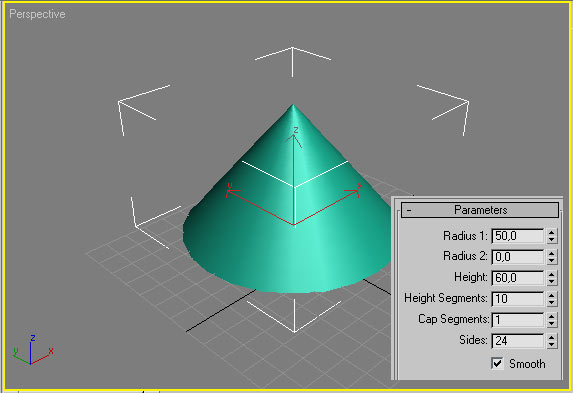 Perspective
z
y
x
- Parameters
Radius 1: 50,0
Radius 2: 0,0
Height: 60,0
Height Segments: 10
Cap Segments: 1
Sides: 24
Smooth
z
y x